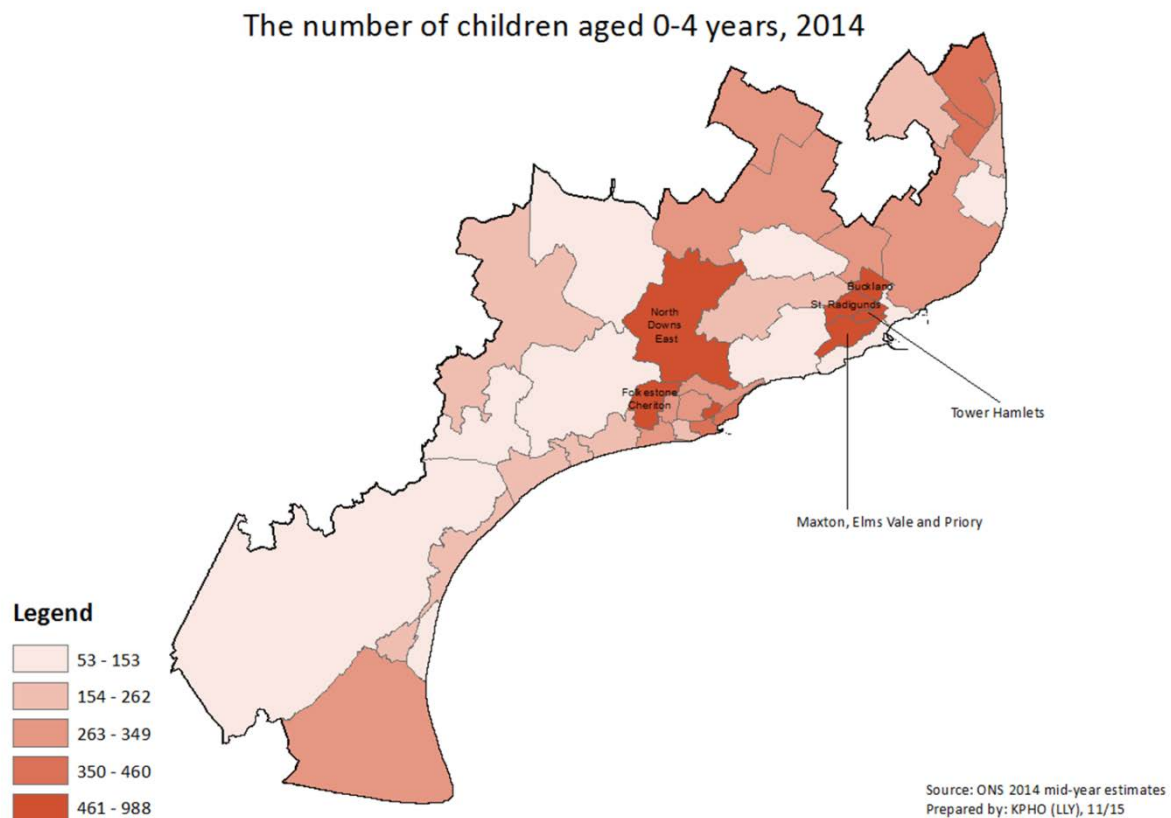 The number of children aged 0-4 years, 2014
Buckland
St. Radigunds
North
Downs
East
Folkestone
Cheriton
Tower Hamlets
Maxton, Elms Vale and Priory
Legend
53 - 153
154 - 262
263 - 349
350 - 460
461 - 988
Source: ONS 2014 mid-year estimates
Prepared by: KPHO (LLY), 11/15